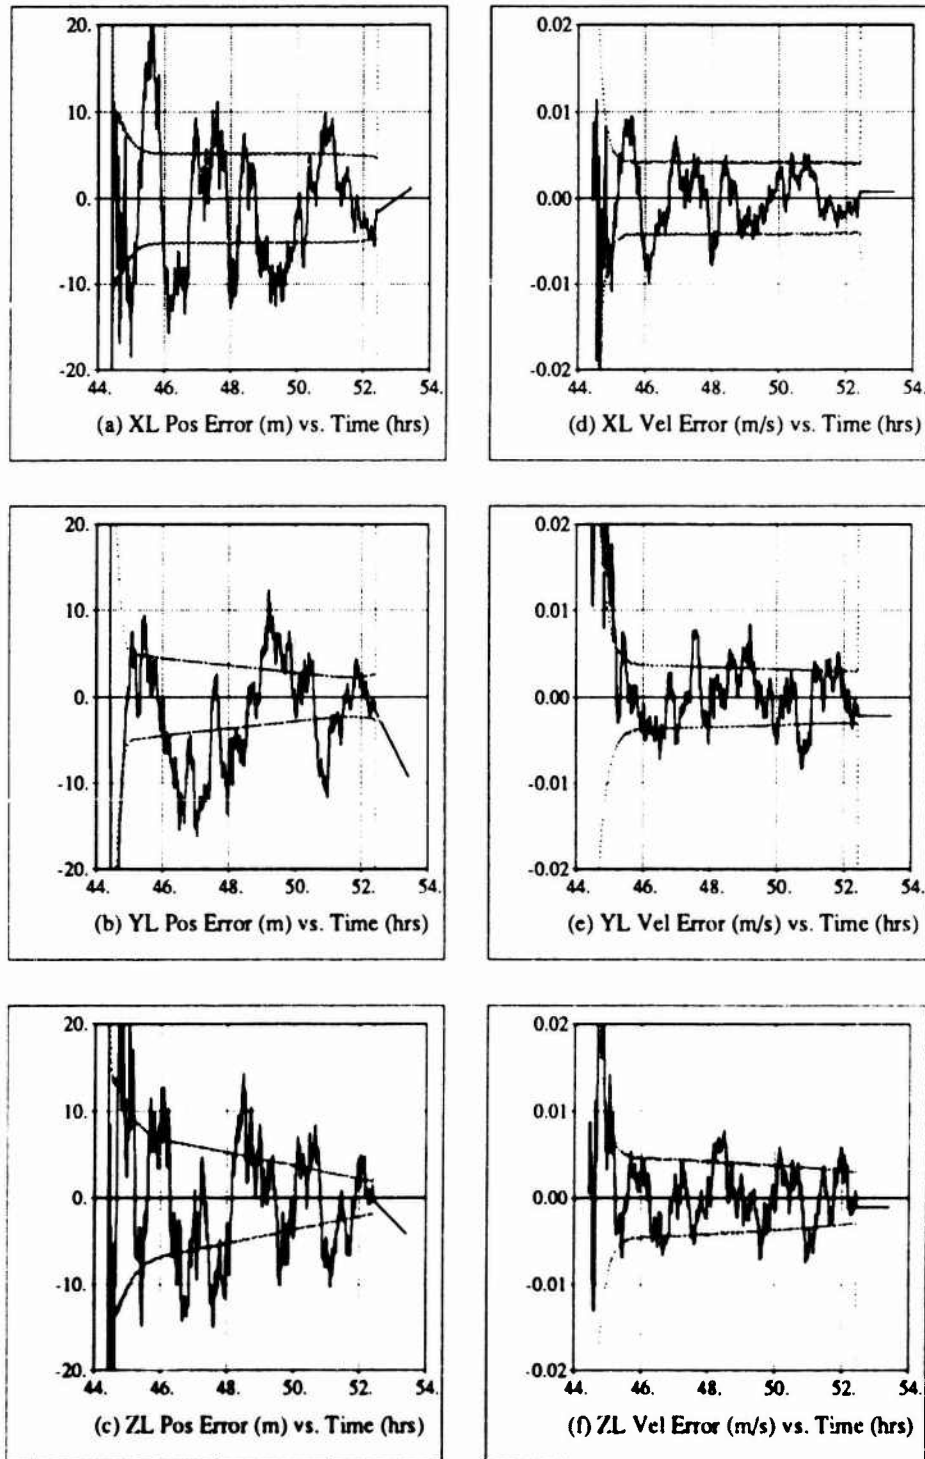 20.
10.
0.
-10.
-20.
44. 46. 48. 50. 52. 54.
(a) XL Pos Error (m) vs. Time (hrs)
0.02
0.01
0.00
-0.01
-0.02
44. 46. 48. 50. 52. 54.
(d) XL Vel Error (m/s) vs. Time (hrs)
20.
10.
0.
-10.
-20.
44. 46. 48. 50. 52. 54.
(b) YL Pos Error (m) vs. Time (hrs)
0.02
0.01
0.00
-0.01
-0.02
44. 46. 48. 50. 52. 54.
(e) YL Vel Error (m/s) vs. Time (hrs)
20.
10.
0.
-10.
-20.
44. 46. 48. 50. 52. 54.
(c) ZL Pos Error (m) vs. Time (hrs)
0.02
0.01
0.00
-0.01
-0.02
44. 46. 48. 50. 52. 54.
(f) ZL Vel Error (m/s) vs. Time (hrs)